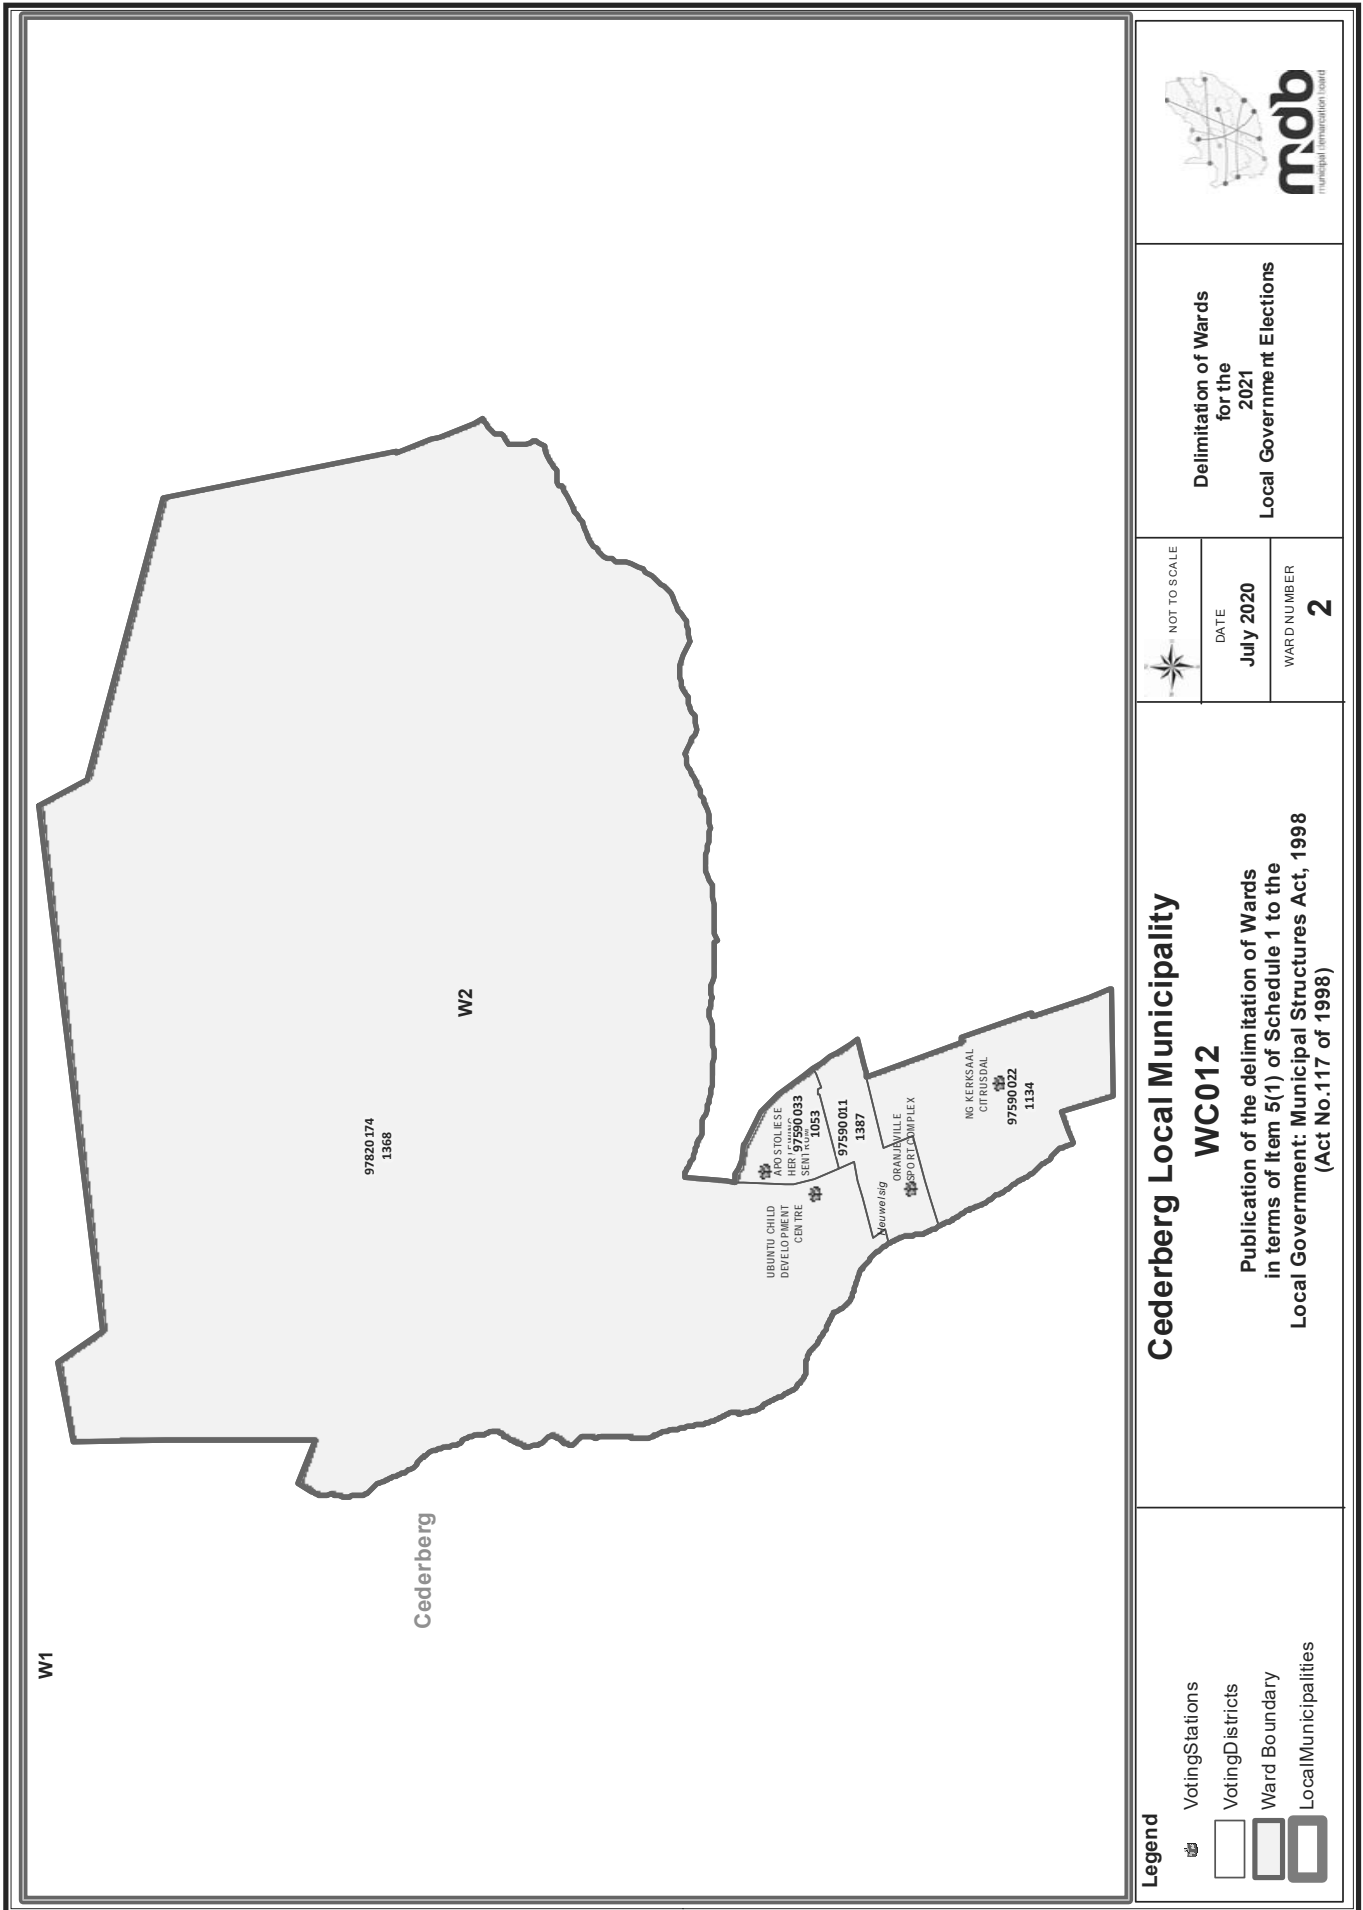 W1
Cederberg
W2
97820174
1368
UBUNTU CHILD
DEVELOPMENT
CENTRE
APOSTOLIESE
97590033
1053
97590011
1387
Neuwelsig
ORANJEVILLE
SPORT COMPLEX
NG KERKSAAL
CITRUSDAL
97590022
1134
Legend
VotingStations
VotingDistricts
Ward Boundary
LocalMunicipalities
Cederberg Local Municipality
WC012
Publication of the delimitation of Wards
in terms of Item 5(1) of Schedule 1 to the
Local Government: Municipal Structures Act, 1998
(Act No.117 of 1998)
NOT TO SCALE
DATE
July 2020
WARD NUMBER
2
Delimitation of Wards
for the
2021
Local Government Elections
mdb
municipal demarcation board